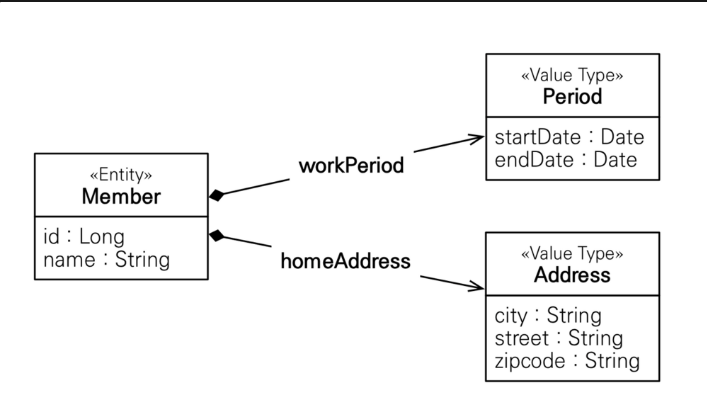 «Entity»
Member
id : Long
name : String
workPeriod
homeAddress
«Value Type»
Period
startDate : Date
endDate : Date
«Value Type»
Address
city : String
street : String
zipcode : String